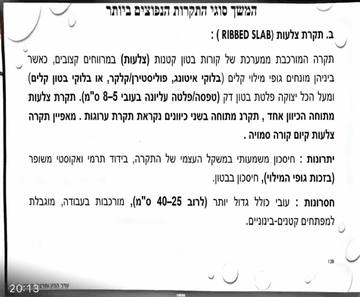 המשך סוגי התקרות הנפוצים ביותר
ב. תקרת צלעות (RIBBED SLAB) :
תקרה המורכבת ממערכת של קורות בטון קטנות (צלעות) במרווחים קצובים, כאשר
ביניהן מונחים גופי מילוי קלים (בלוקי איטונג, פוליסטירן/קלקר, או בלוקי בטון קלים)
ומעל הכל יצוקה פלטת בטון דק (טפסה/פלטה עליונה בעובי 5–8 ס"מ). תקרת צלעות
מתוחה הכיוון אחד , תקרנ מתוחה בשני כיוונים נקראת תקרת ערוגות . מאפיין תקרה
צלעות קיום קורה סמויה .
יתרונות : חיסכון משמעותי במשקל העצמי של התקרה, בידוד תרמי ואקוסטי משופר
(בזכות גופי המילוי), חיסכון בבטון.
חסרונות : עובי כולל גדול יותר (לרוב 25–40 ס"מ), מורכבות בעבודה, מוגבלת
למפתחים קטנים-בינוניים.
20:13